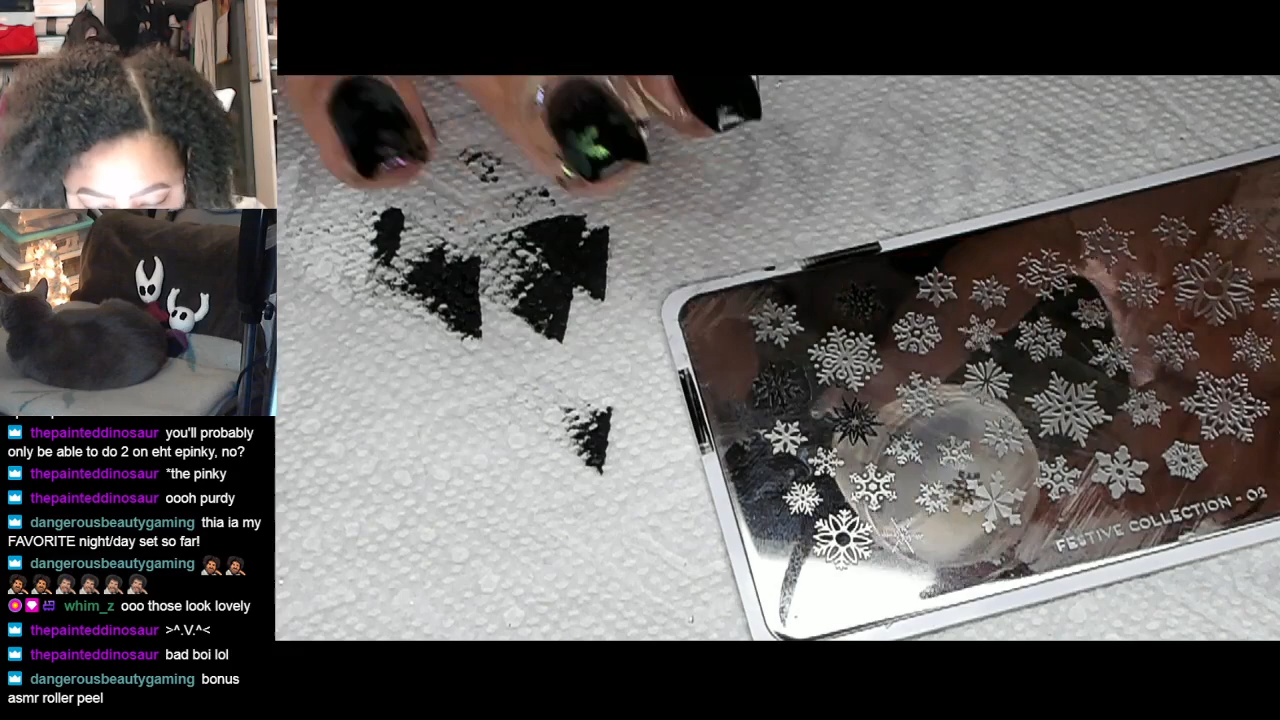 thepainteddinosaur you'll probably
only be able to do 2 on eht epinky, no?
thepainteddinosaur *the pinky
thepainteddinosaur oooh purdy
dangerousbeautygaming thia ia my
FAVORITE night/day set so far!
dangerousbeautygaming
whim_z ooo those look lovely
thepainteddinosaur >^.V.^<
thepainteddinosaur bad boi lol
dangerousbeautygaming bonus
asmr roller peel
FESTIVE COLLECTION - 02